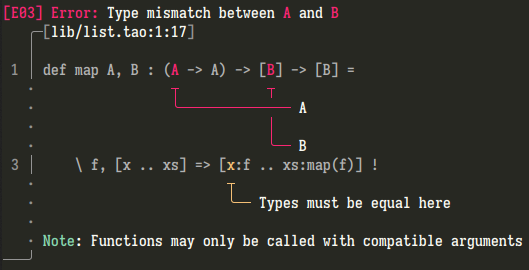 [E03] Error: Type mismatch between A and B
[lib/list.tao:1:17]
1 def map A, B : (A -> A) -> [B] -> [B] =
A
B
3 \ f, [x .. xs] => [x:f .. xs:map(f)] !
Types must be equal here
Note: Functions may only be called with compatible arguments